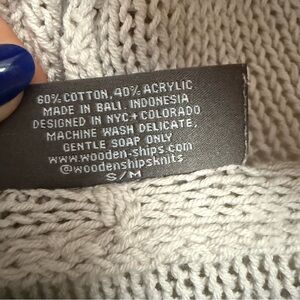 60% COTTON, 40% ACRYLIC
MADE IN BALI, INDONESIA
DESIGNED IN NYC + COLORADO
MACHINE WASH DELICATE,
GENTLE SOAP ONLY
www.wooden-ships.com
@woodenshipsknits
S/M